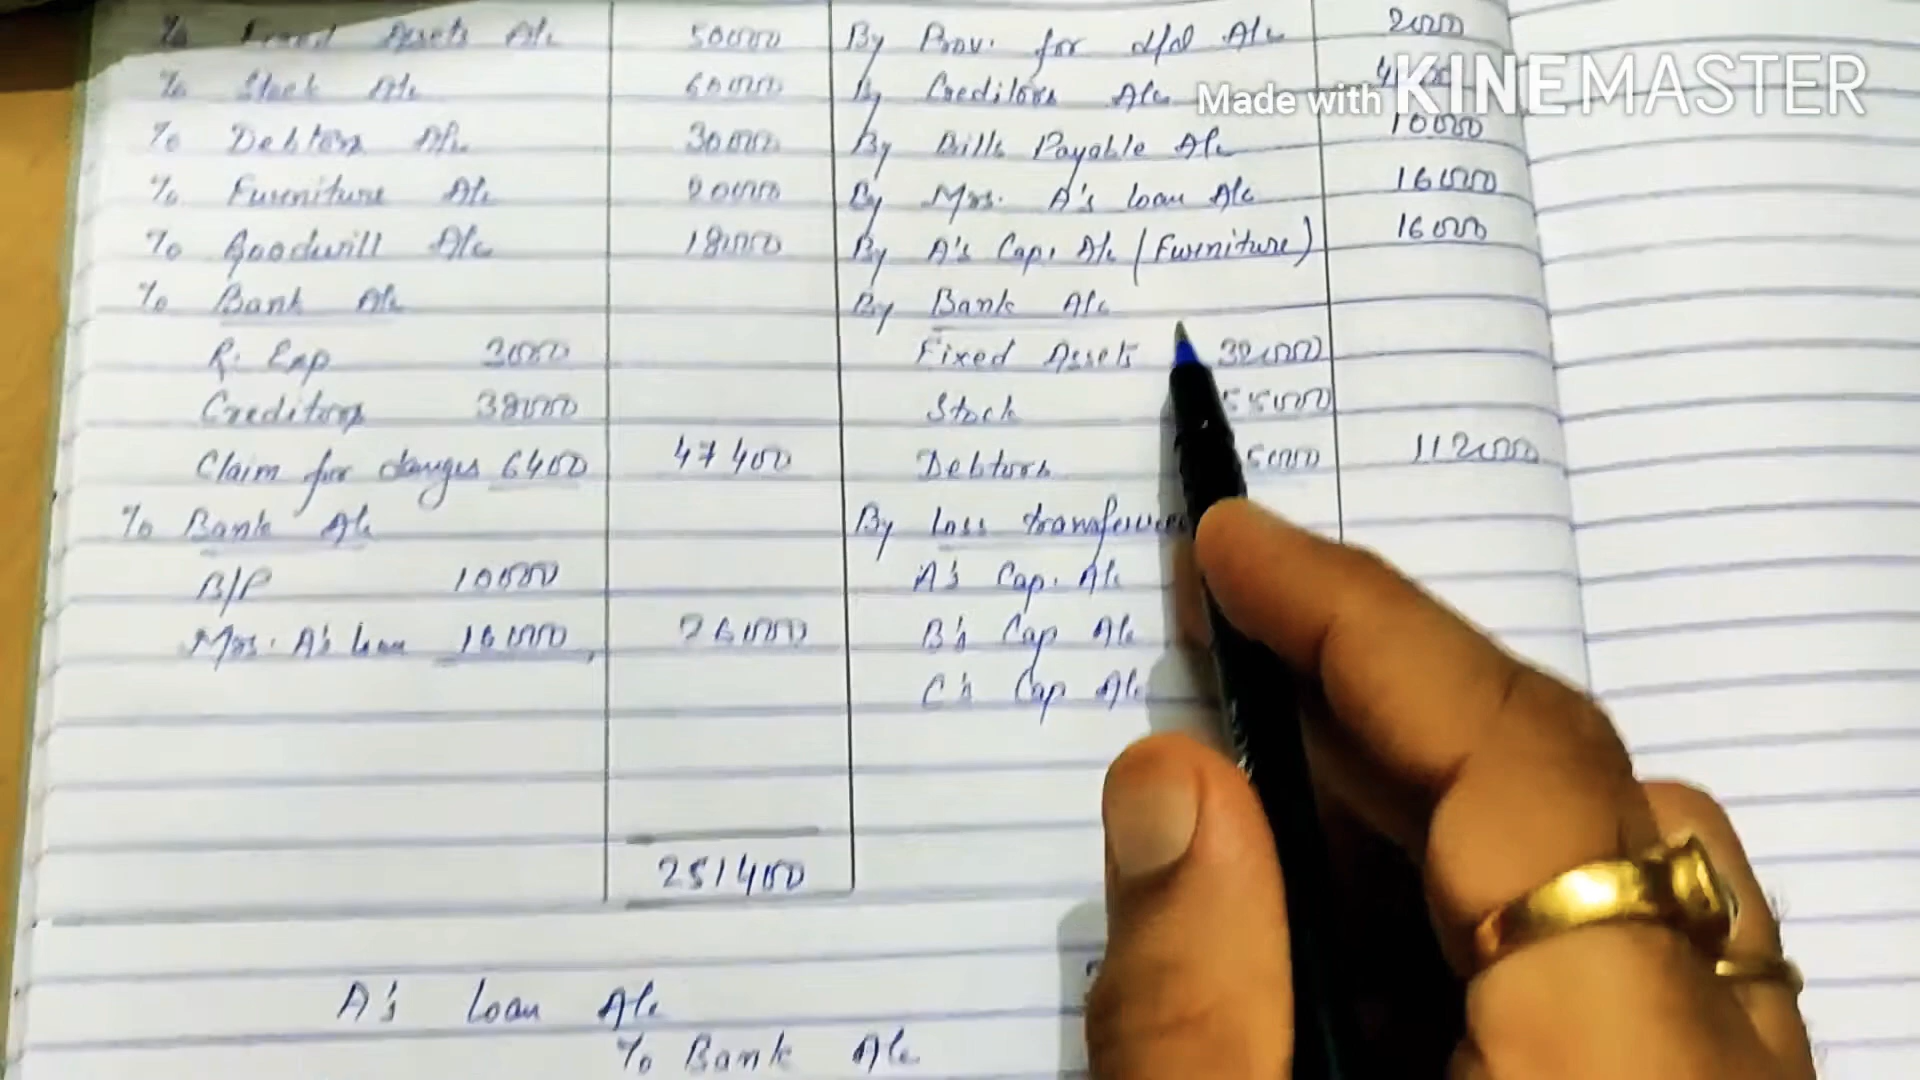 To Fixed Assets A/c 50000 By Prov. for d/d A/c 2000
To Stock A/c 60000 By Creditors A/c
Made with KINEMASTER
To Debtors A/c 30000 By Bills Payable A/c 10000
To Furniture A/c 20000 By Mrs. A's loan A/c 16000
To Goodwill A/c 18000 By A's Cap. A/c (Furniture) 16000
To Bank A/c By Bank A/c
R. Exp 3000 Fixed Assets 32000
Creditors 38000 Stock 55000
Claim for damges 6400 47400 Debtors 5000 112000
To Bank A/c By loss transferred
B/P 10000 A's Cap. A/c
Mrs. A's loan 16000 26000 B's Cap A/c
C's Cap A/c
251400
A's loan A/c
To Bank A/c